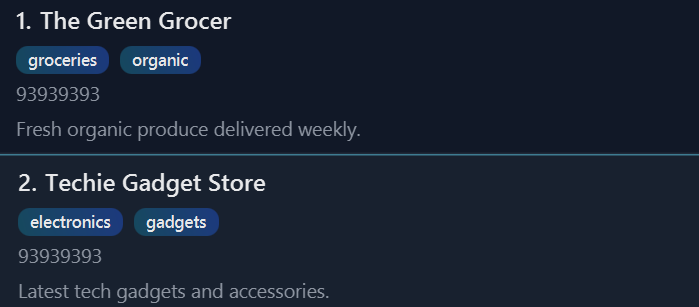 1. The Green Grocer
groceries organic
93939393
Fresh organic produce delivered weekly.
2. Techie Gadget Store
electronics gadgets
93939393
Latest tech gadgets and accessories.